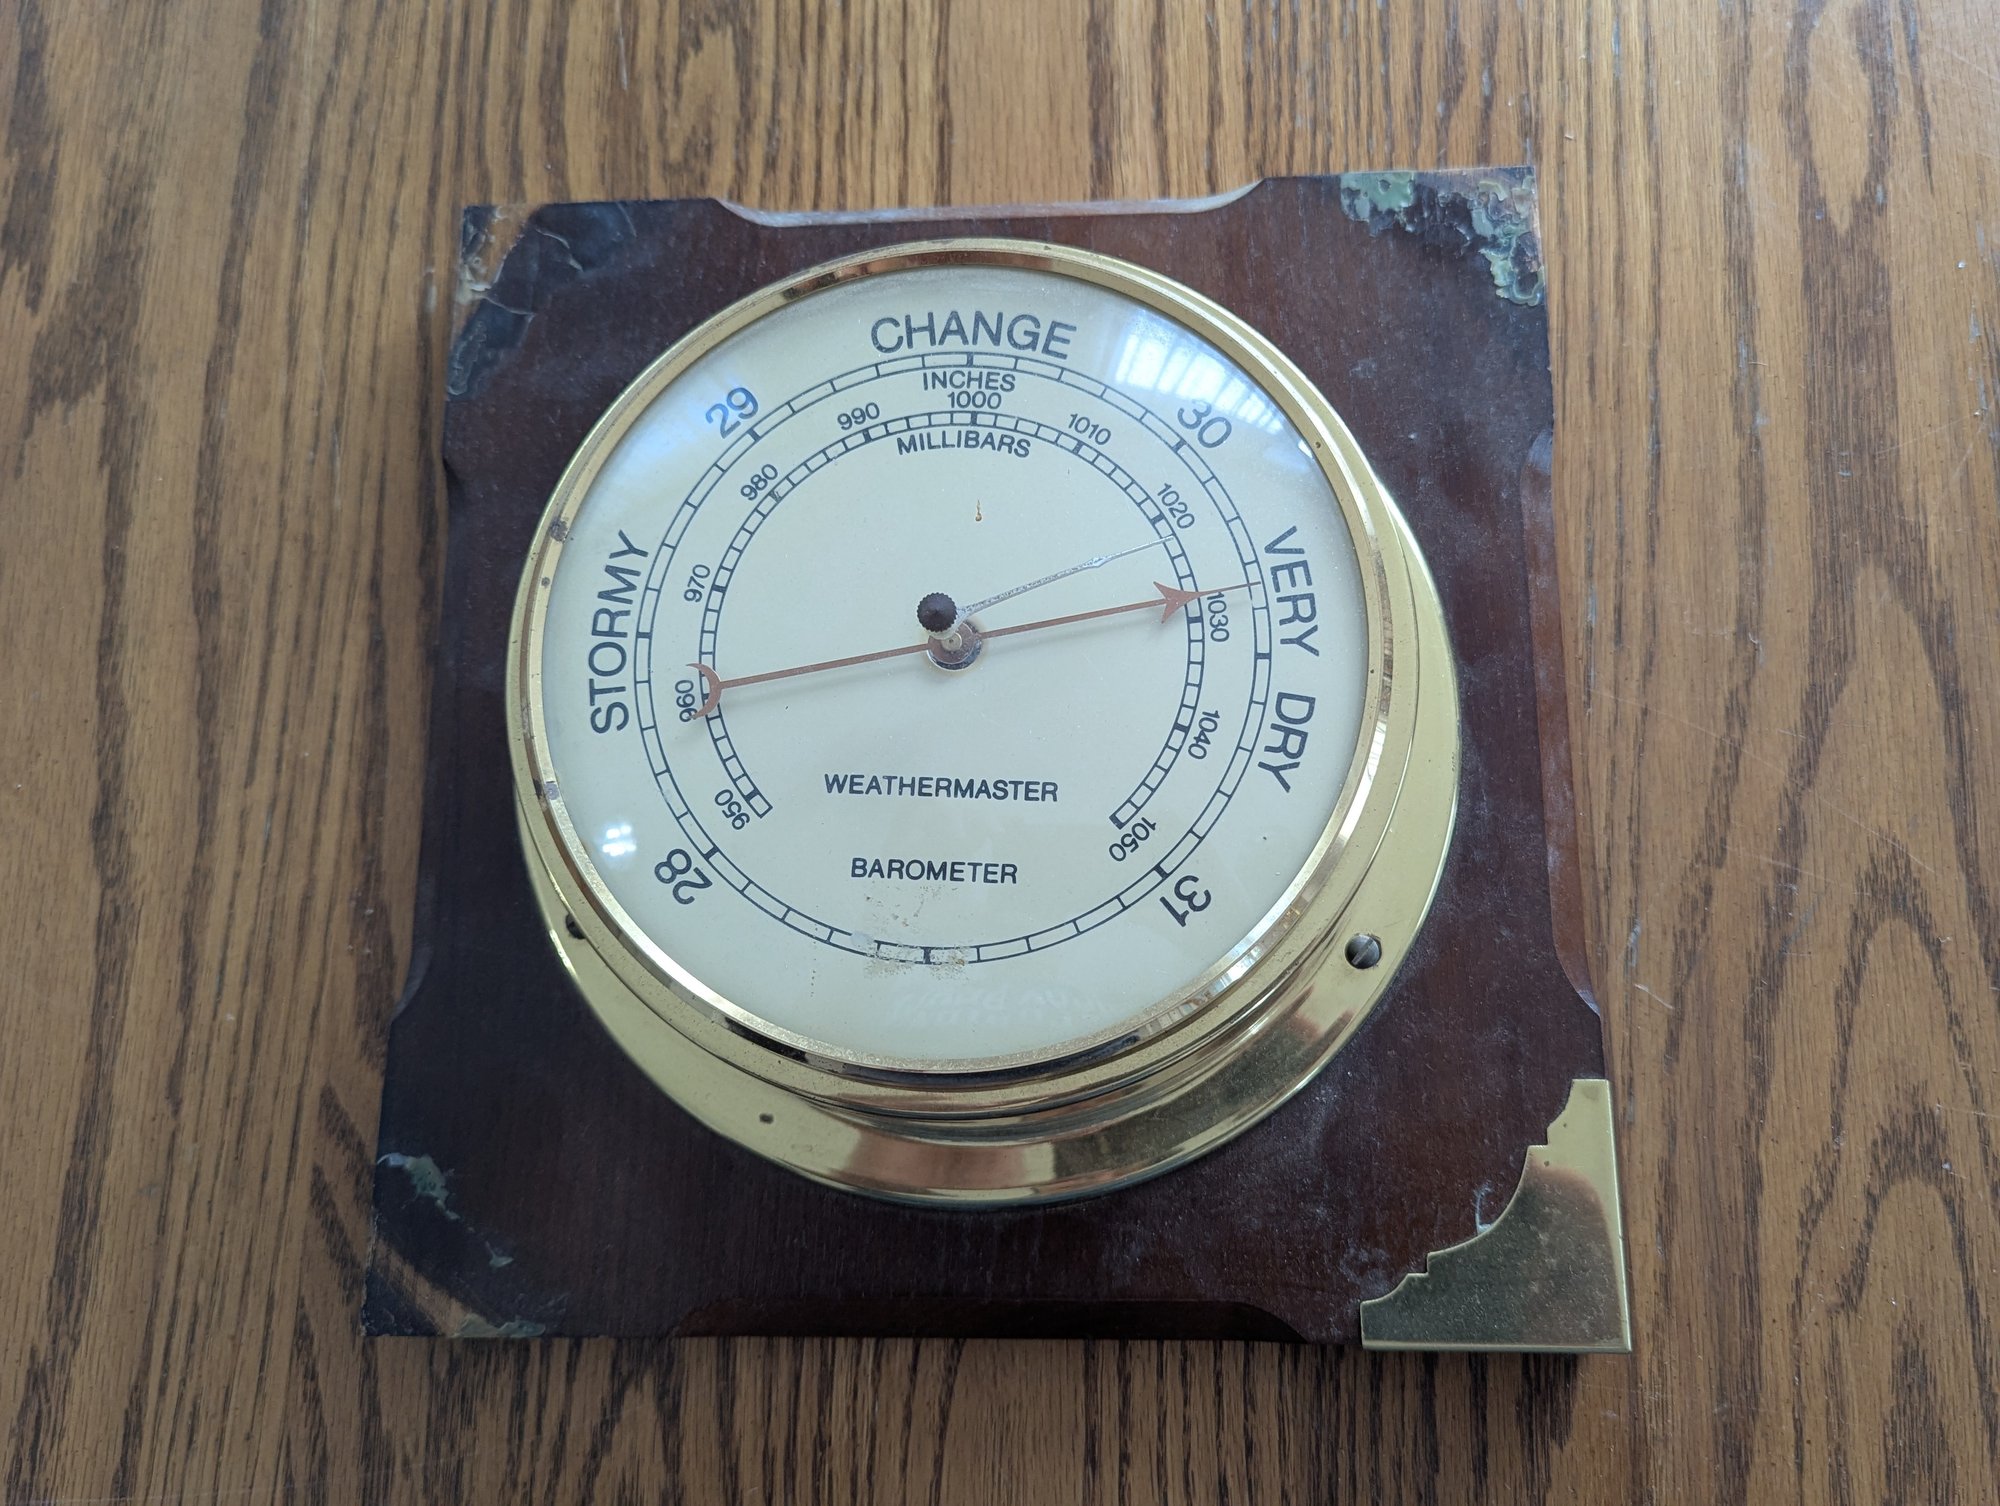 CHANGE
INCHES
29
30
1000
990
1010
MILLIBARS
980
1020
STORMY
VERY DRY
970
1030
960
1040
950
1050
WEATHERMASTER
BAROMETER
28
31